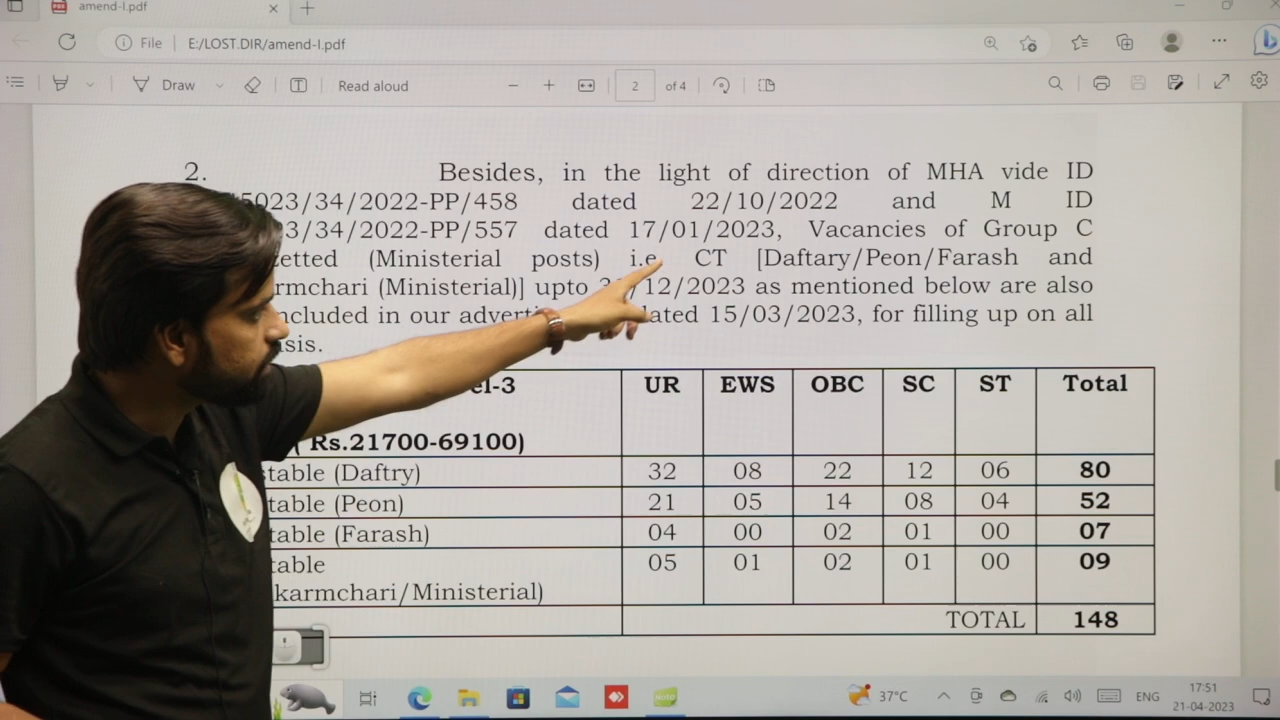 amend-I.pdf
File E:/LOST.DIR/amend-I.pdf
Draw Read aloud 2 of 4
2. Besides, in the light of direction of MHA vide ID
5023/34/2022-PP/458 dated 22/10/2022 and M ID
3/34/2022-PP/557 dated 17/01/2023, Vacancies of Group C
zetted (Ministerial posts) i.e. CT [Daftary/Peon/Farash and
rmchari (Ministerial)] upto /12/2023 as mentioned below are also
ncluded in our advert ated 15/03/2023, for filling up on all
sis.
el-3 UR EWS OBC SC ST Total
( Rs.21700-69100)
table (Daftry) 32 08 22 12 06 80
table (Peon) 21 05 14 08 04 52
table (Farash) 04 00 02 01 00 07
table 05 01 02 01 00 09
karmchari/Ministerial)
TOTAL 148
37°C ENG 17:51
21-04-2023